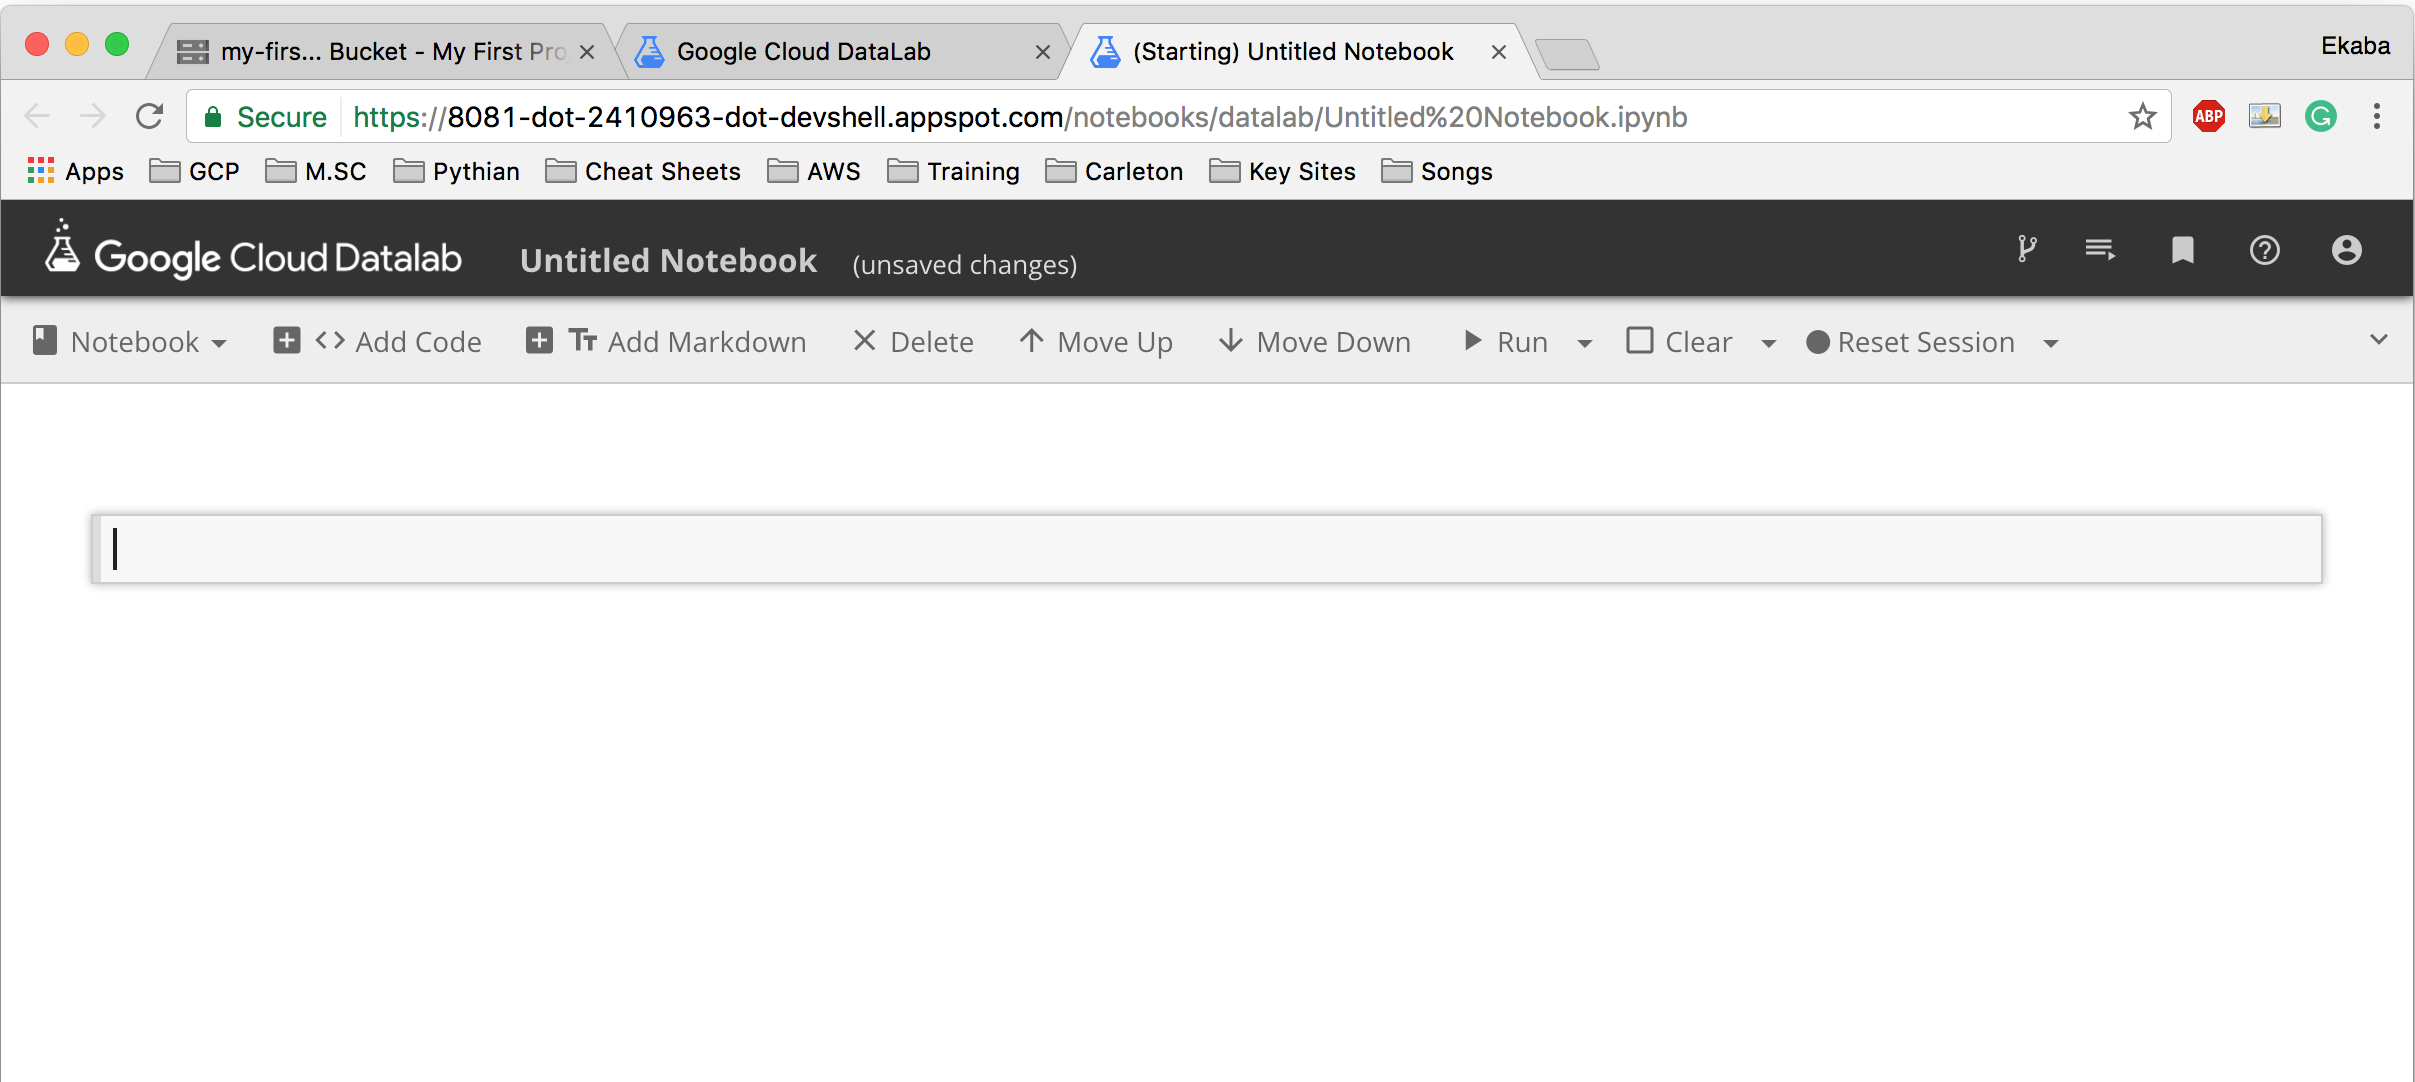 my-firs... Bucket - My First Pro
Google Cloud DataLab
(Starting) Untitled Notebook
Ekaba
Secure https://8081-dot-2410963-dot-devshell.appspot.com/notebooks/datalab/Untitled%20Notebook.ipynb
ABP
G
Apps GCP M.SC Pythian Cheat Sheets AWS Training Carleton Key Sites Songs
Google Cloud Datalab Untitled Notebook (unsaved changes)
Notebook Add Code Tt Add Markdown Delete Move Up Move Down Run Clear Reset Session